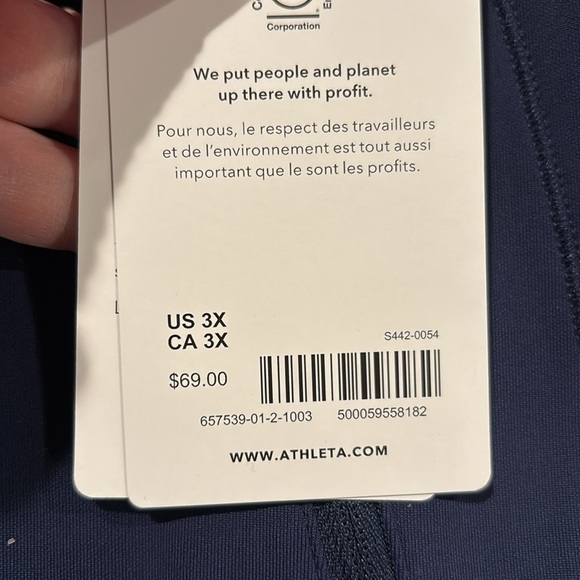 Corporation
We put people and planet
up there with profit.
Pour nous, le respect des travailleurs
et de l'environnement est tout aussi
important que le sont les profits.
US 3X
CA 3X
S442-0054
$69.00
657539-01-2-1003 500059558182
WWW.ATHLETA.COM